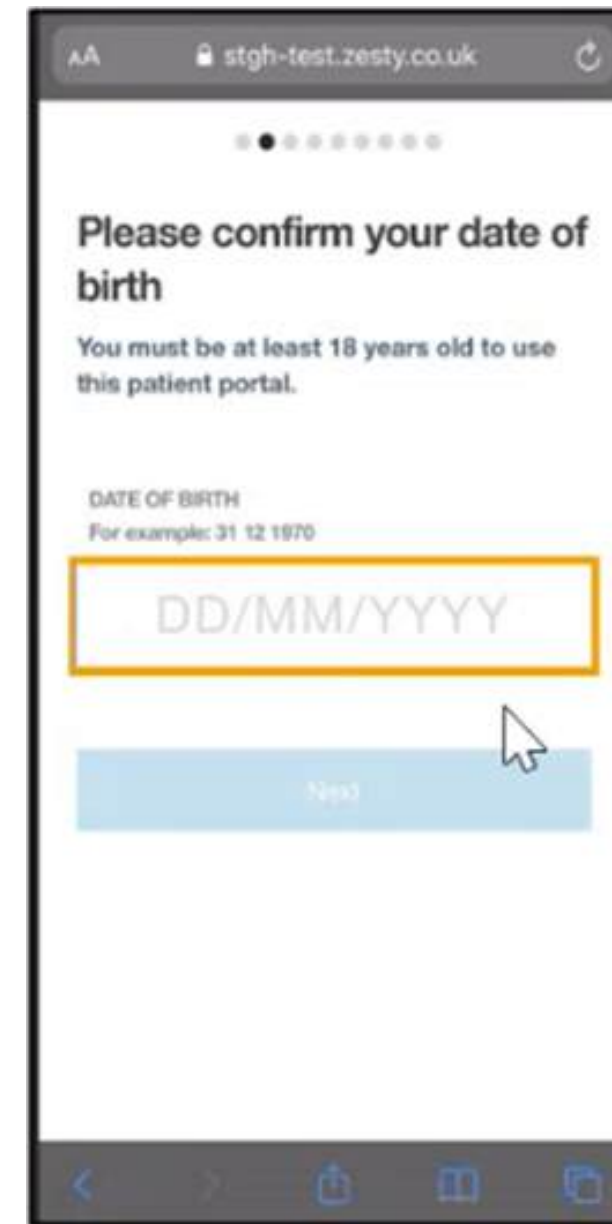 AA stgh-test.zesty.co.uk
Please confirm your date of
birth
You must be at least 18 years old to use
this patient portal.
DATE OF BIRTH
For example: 31 12 1970
DD/MM/YYYY
Next